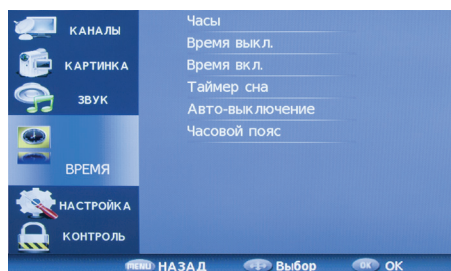 КАНАЛЫ
КАРТИНКА
ЗВУК
ВРЕМЯ
НАСТРОЙКА
КОНТРОЛЬ
Часы
Время выкл.
Время вкл.
Таймер сна
Авто-выключение
Часовой пояс
MENU НАЗАД Выбор OK OK